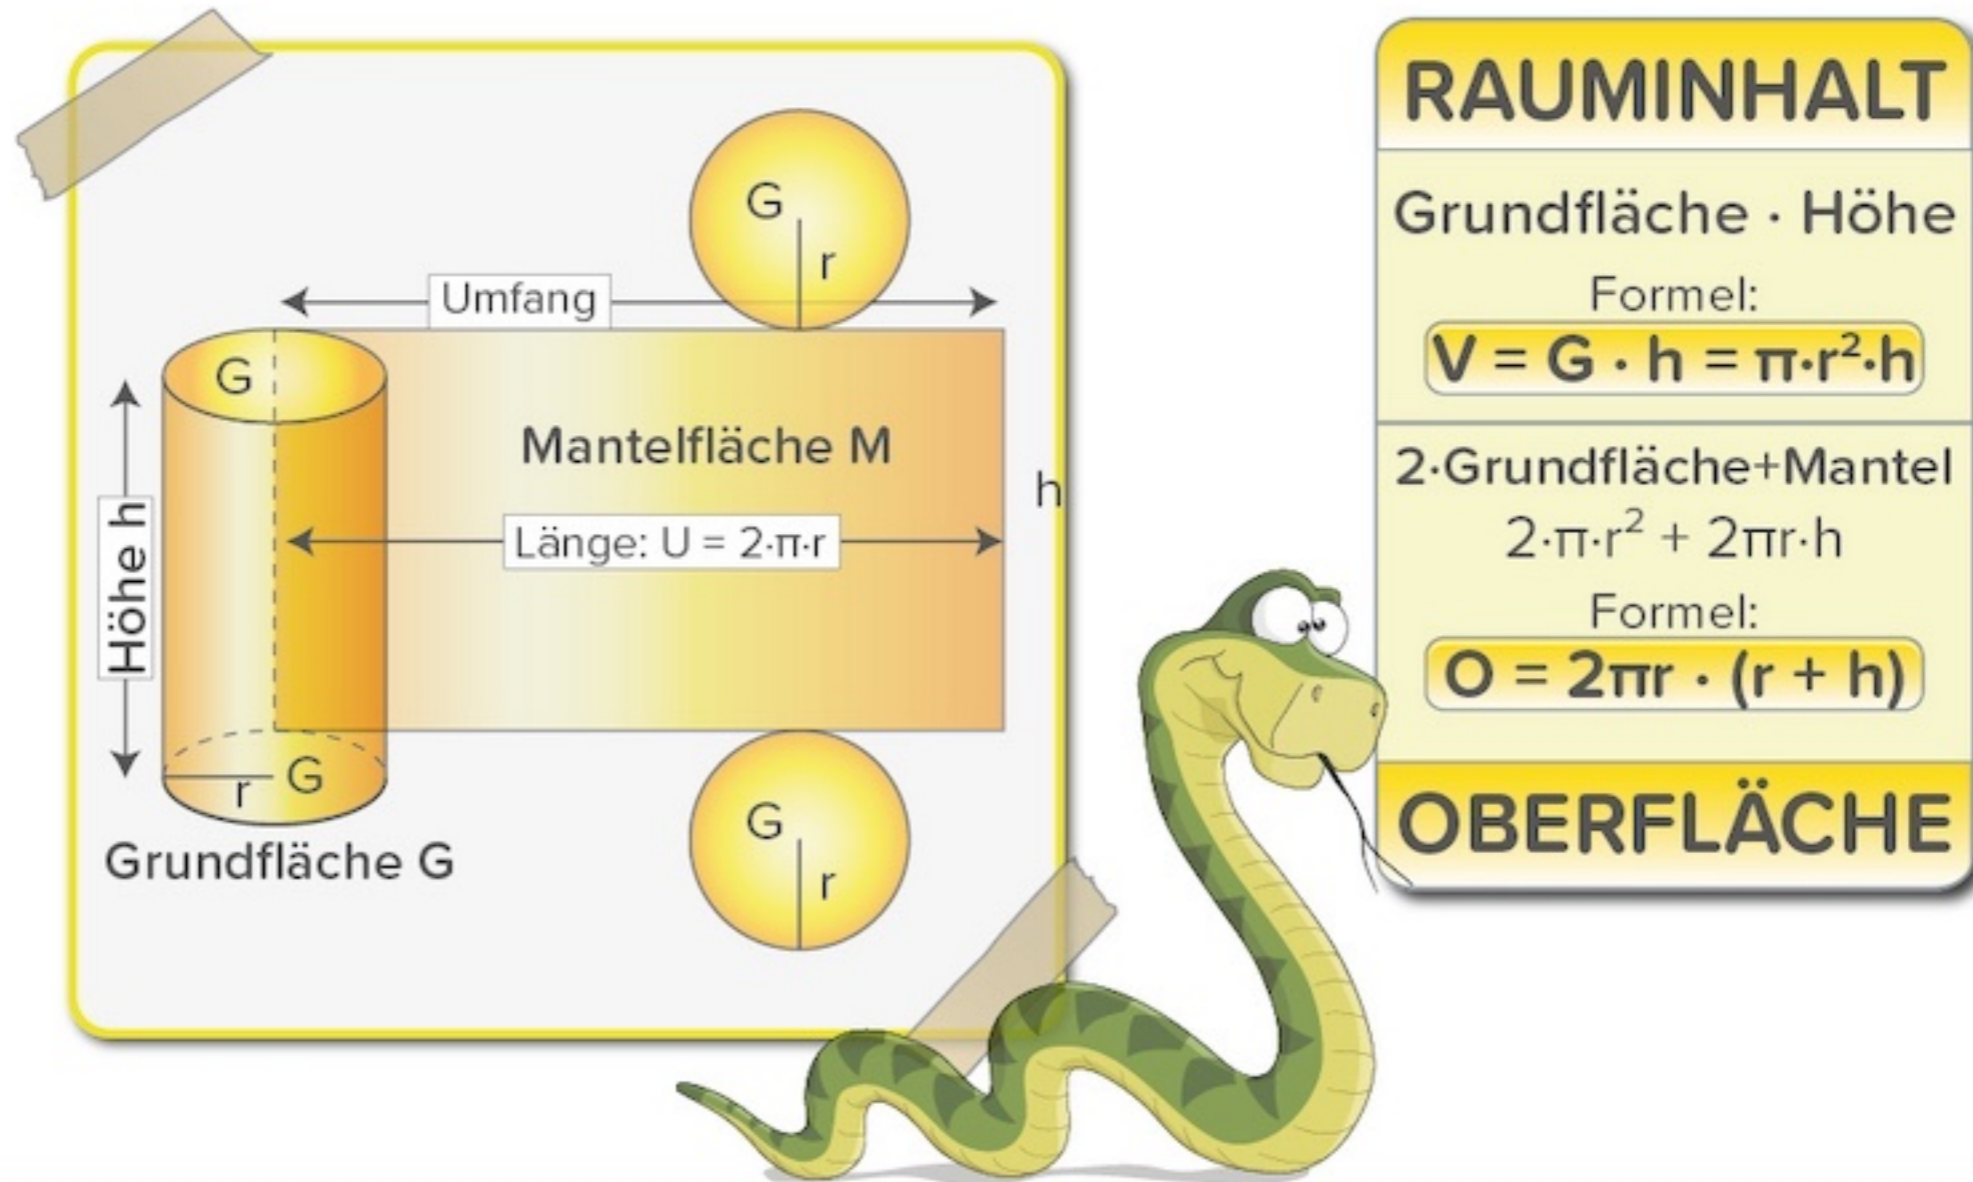 G
r
Umfang
G
Mantelfläche M
h
Höhe h
Länge: U = 2·π·r
r
G
Grundfläche G
G
r
RAUMINHALT
Grundfläche · Höhe
Formel:
V = G · h = π·r²·h
2·Grundfläche+Mantel
2·π·r² + 2πr·h
Formel:
O = 2πr · (r + h)
OBERFLÄCHE